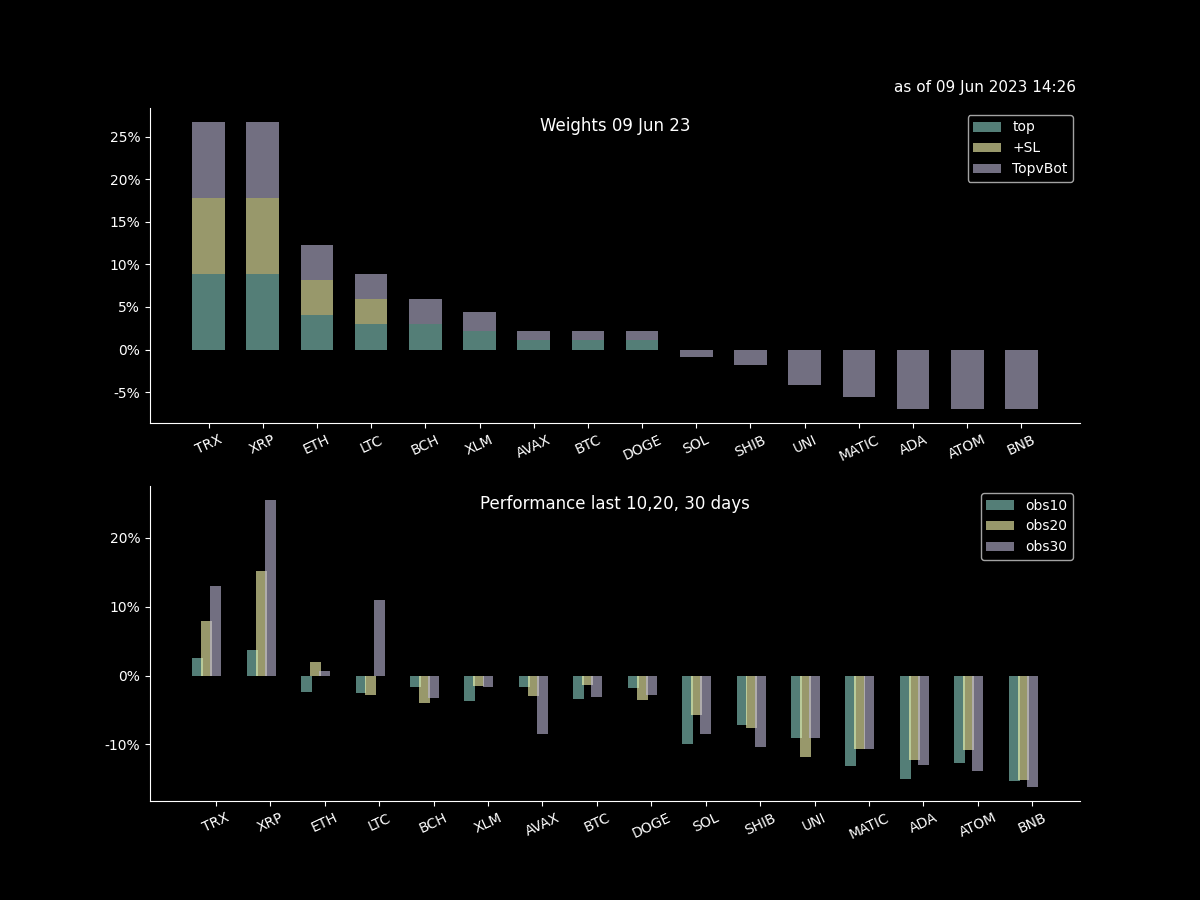 as of 09 Jun 2023 14:26
Weights 09 Jun 23
top
+SL
TopvBot
25%
20%
15%
10%
5%
0%
-5%
TRX XRP ETH LTC BCH XLM AVAX BTC DOGE SOL SHIB UNI MATIC ADA ATOM BNB
Performance last 10,20, 30 days
obs10
obs20
obs30
20%
10%
0%
-10%
TRX XRP ETH LTC BCH XLM AVAX BTC DOGE SOL SHIB UNI MATIC ADA ATOM BNB